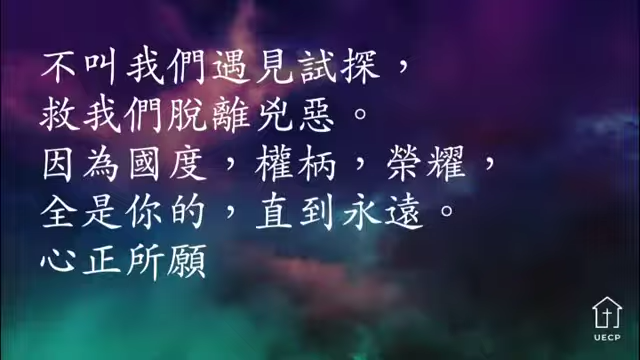 不叫我們遇見試探，
救我們脫離兇惡。
因為國度，權柄，榮耀，
全是你的，直到永遠。
心正所願
UECP